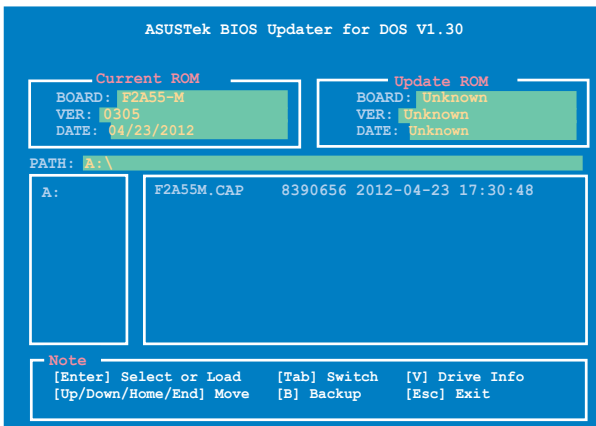 ASUSTek BIOS Updater for DOS V1.30
Current ROM
BOARD: F2A55-M
VER: 0305
DATE: 04/23/2012
Update ROM
BOARD: Unknown
VER: Unknown
DATE: Unknown
PATH: A:\
A:
F2A55M.CAP 8390656 2012-04-23 17:30:48
Note
[Enter] Select or Load [Tab] Switch [V] Drive Info
[Up/Down/Home/End] Move [B] Backup [Esc] Exit